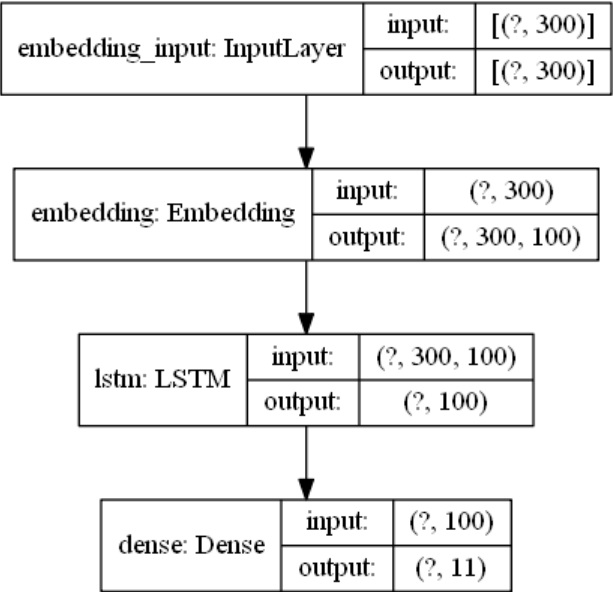 embedding_input: InputLayer
input: [(?, 300)]
output: [(?, 300)]
embedding: Embedding
input: (?, 300)
output: (?, 300, 100)
lstm: LSTM
input: (?, 300, 100)
output: (?, 100)
dense: Dense
input: (?, 100)
output: (?, 11)